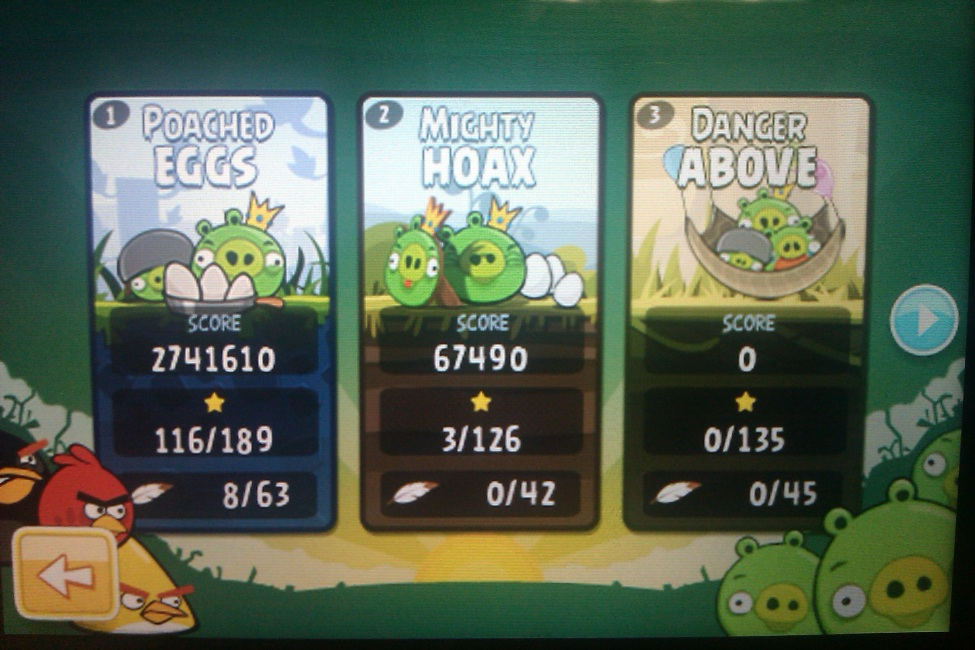 1
POACHED
EGGS
SCORE
2741610
116/189
8/63
2
MIGHTY
HOAX
SCORE
67490
3/126
0/42
3
DANGER
ABOVE
SCORE
0
0/135
0/45